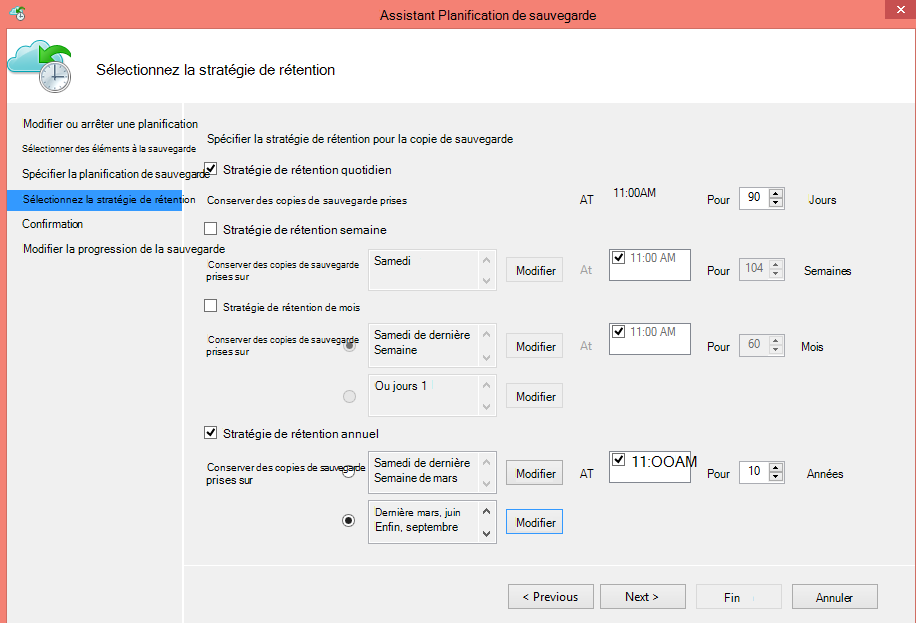 Assistant Planification de sauvegarde
Sélectionnez la stratégie de rétention
Modifier ou arrêter une planification
Sélectionner des éléments à la sauvegarde
Spécifier la planification de sauvegarde
Sélectionnez la stratégie de rétention
Confirmation
Modifier la progression de la sauvegarde
Spécifier la stratégie de rétention pour la copie de sauvegarde
Stratégie de rétention quotidien
Conserver des copies de sauvegarde prises AT 11:00AM Pour 90 Jours
Stratégie de rétention semaine
Conserver des copies de sauvegarde
prises sur
Samedi
Modifier At 11:00 AM Pour 104 Semaines
Stratégie de rétention de mois
Conserver des copies de sauvegarde
prises sur
Samedi de dernière
Semaine
Modifier At 11:00 AM Pour 60 Mois
Ou jours 1
Modifier
Stratégie de rétention annuel
Conserver des copies de sauvegarde
prises sur
Samedi de dernière
Semaine de mars
Modifier AT 11:OOAM Pour 10 Années
Dernière mars, juin
Enfin, septembre
Modifier
< Previous Next > Fin Annuler